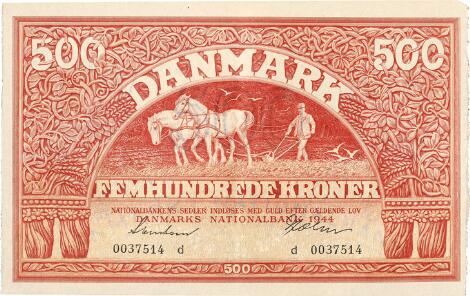 500 500
DANMARK
FEMHUNDREDE KRONER
NATIONALBANKENS SEDLER INDLØSES MED GULD EFTER GÆLDENDE LOV
DANMARKS NATIONALBANK 1944
0037514 d d 0037514
500